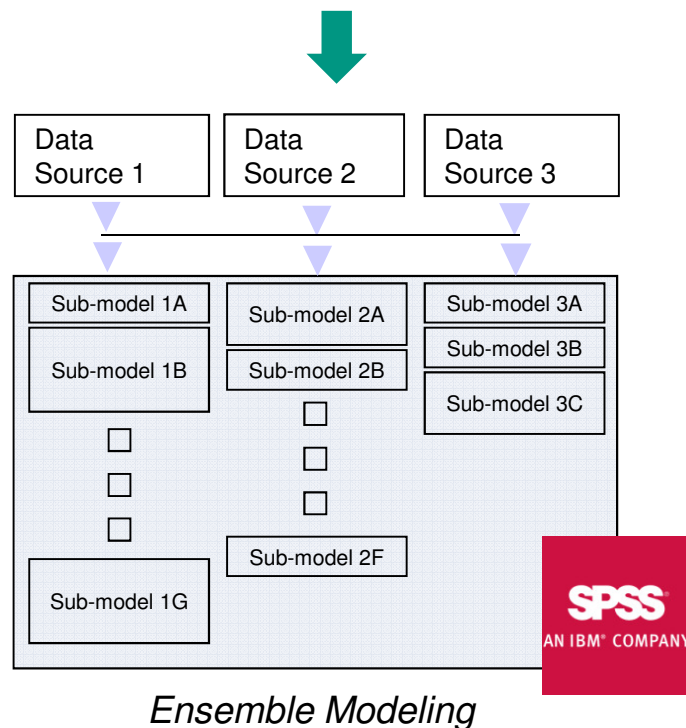 Data
Source 1
Data
Source 2
Data
Source 3
Sub-model 1A
Sub-model 1B
Sub-model 1G
Sub-model 2A
Sub-model 2B
Sub-model 2F
Sub-model 3A
Sub-model 3B
Sub-model 3C
SPSS
AN IBM® COMPANY
Ensemble Modeling